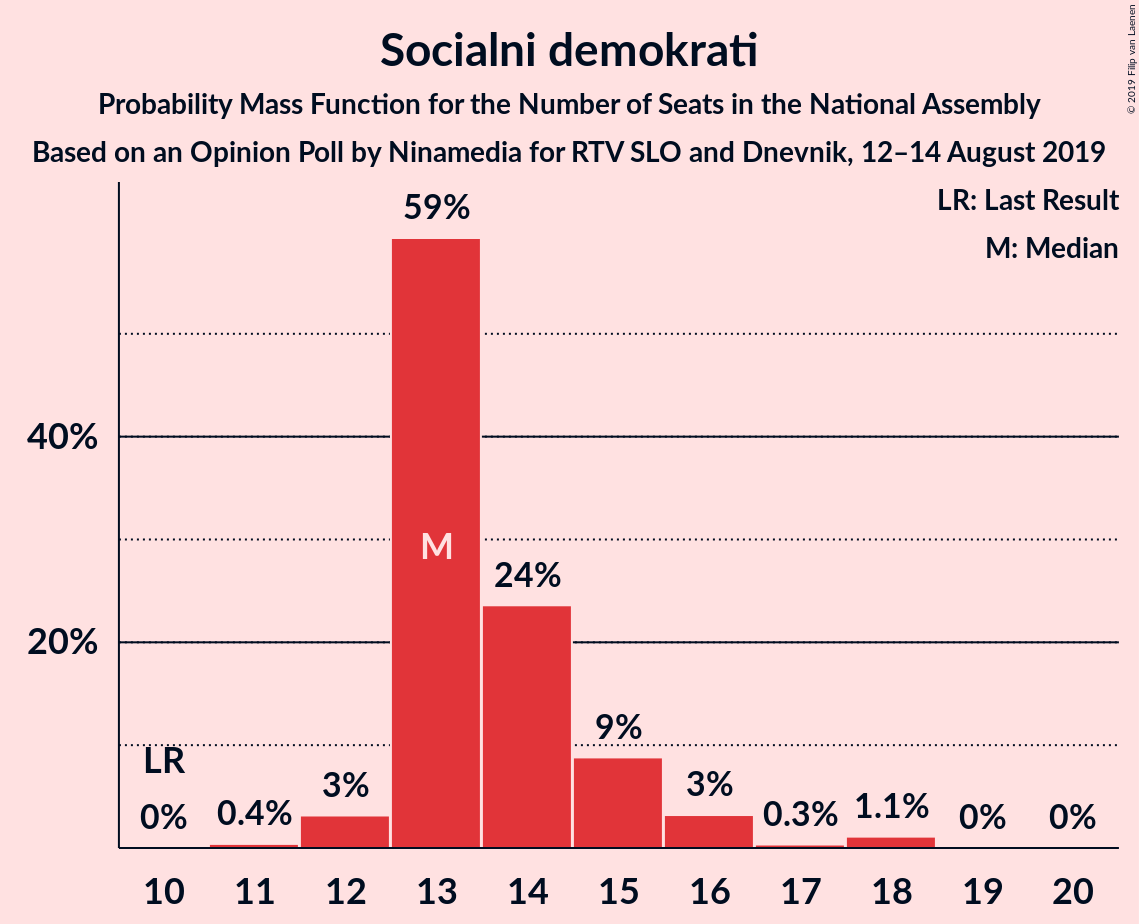 Socialni demokrati
Probability Mass Function for the Number of Seats in the National Assembly
Based on an Opinion Poll by Ninamedia for RTV SLO and Dnevnik, 12–14 August 2019
© 2019 Filip van Laenen
LR: Last Result
M: Median
59%
40%
M
24%
20%
LR
0%
0.4%
3%
9%
3%
0.3%
1.1%
0%
0%
10 11 12 13 14 15 16 17 18 19 20